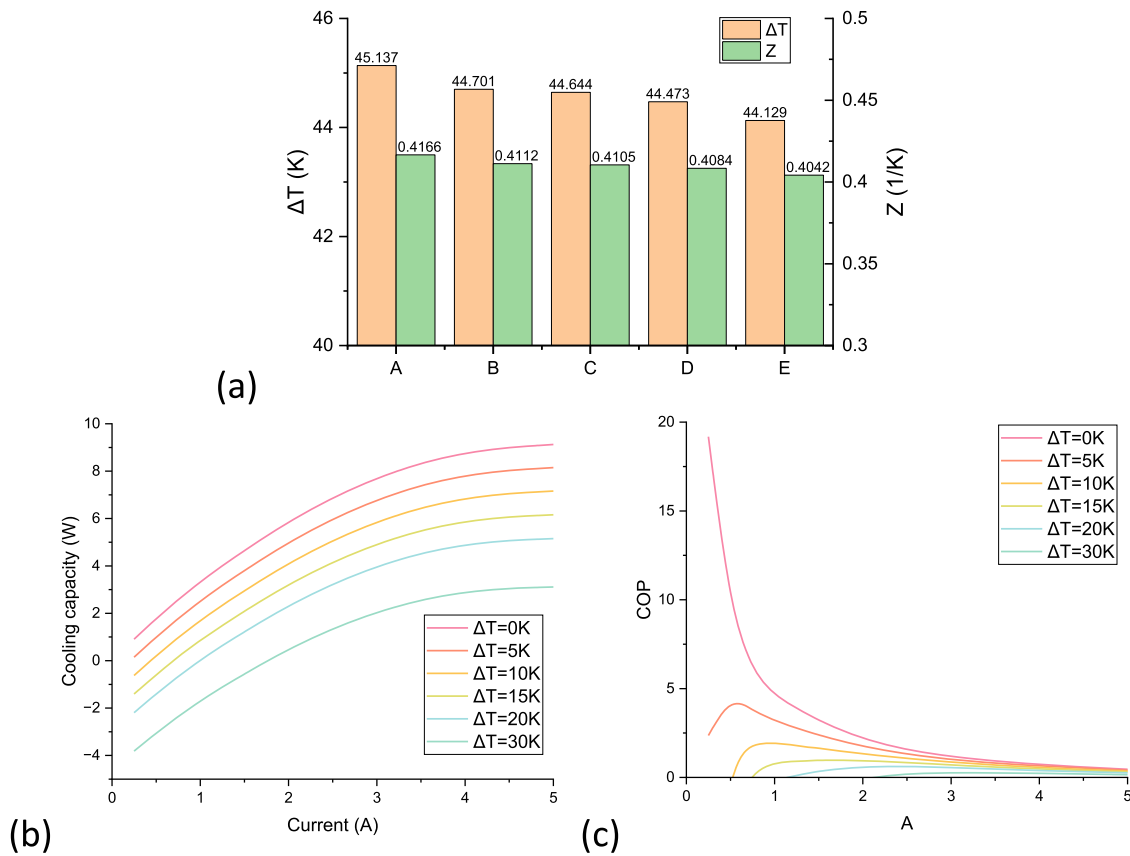 46
44
42
40
ΔT (K)
45.137
44.701
44.644
44.473
44.129
0.4166
0.4112
0.4105
0.4084
0.4042
ΔT
Z
0.5
0.45
0.4
0.35
0.3
Z (1/K)
A B C D E
(a)
10
8
6
4
2
0
−2
−4
Cooling capacity (W)
ΔT=0K
ΔT=5K
ΔT=10K
ΔT=15K
ΔT=20K
ΔT=30K
0 1 2 3 4 5
Current (A)
(b)
20
15
10
5
0
COP
ΔT=0K
ΔT=5K
ΔT=10K
ΔT=15K
ΔT=20K
ΔT=30K
0 1 2 3 4 5
A
(c)